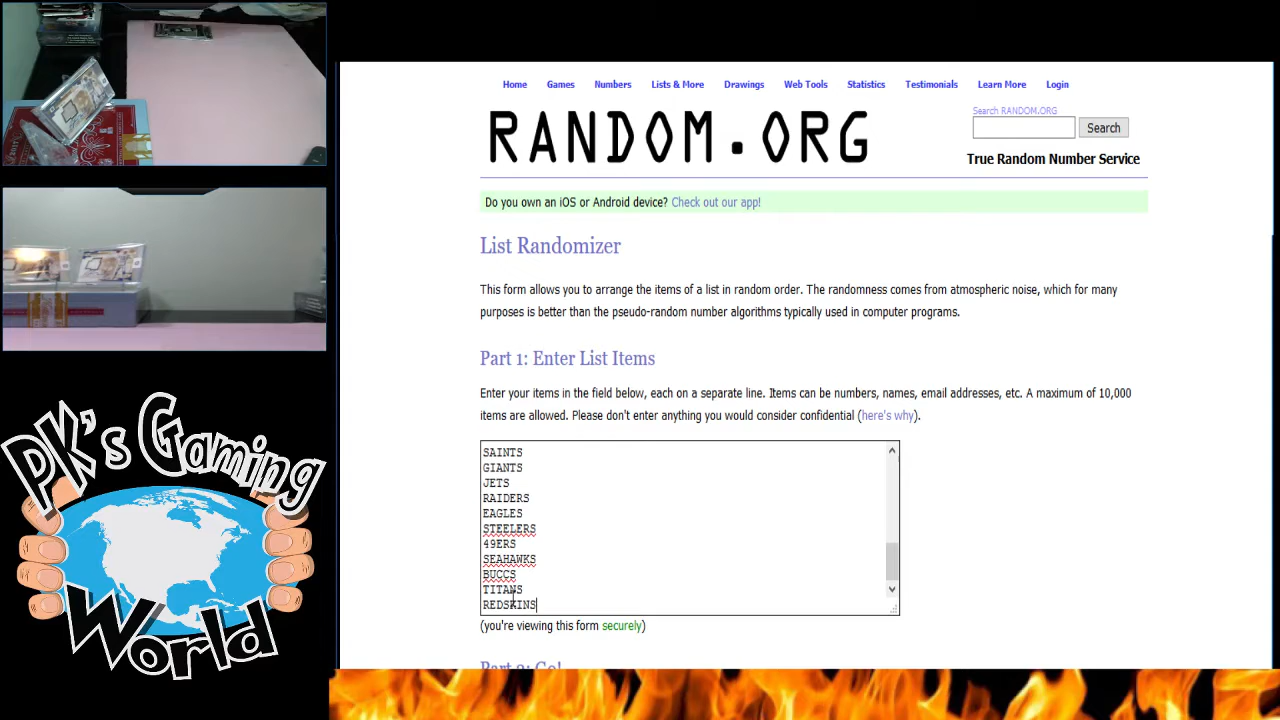 Home Games Numbers Lists & More Drawings Web Tools Statistics Testimonials Learn More Login
RANDOM.ORG
Search RANDOM.ORG
Search
True Random Number Service
Do you own an iOS or Android device? Check out our app!
List Randomizer
This form allows you to arrange the items of a list in random order. The randomness comes from atmospheric noise, which for many
purposes is better than the pseudo-random number algorithms typically used in computer programs.
Part 1: Enter List Items
Enter your items in the field below, each on a separate line. Items can be numbers, names, email addresses, etc. A maximum of 10,000
items are allowed. Please don't enter anything you would consider confidential (here's why).
SAINTS
GIANTS
JETS
RAIDERS
EAGLES
STEELERS
49ERS
SEAHAWKS
BUCCS
TITANS
REDSKINS
(you're viewing this form securely)
Part 2: Go!
PK's
Gaming
World
2017